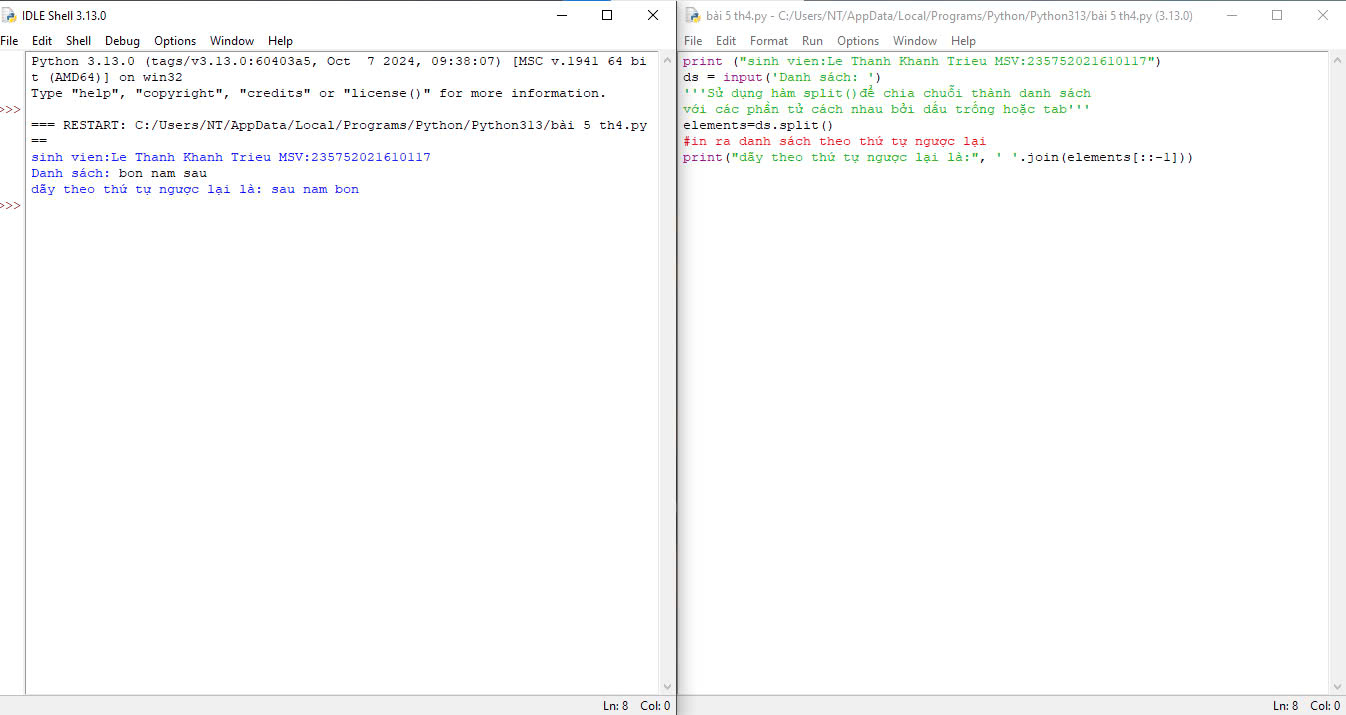 IDLE Shell 3.13.0
File Edit Shell Debug Options Window Help
Python 3.13.0 (tags/v3.13.0:60403a5, Oct  7 2024, 09:38:07) [MSC v.1941 64 bi
t (AMD64)] on win32
Type "help", "copyright", "credits" or "license()" for more information.
>>>
=== RESTART: C:/Users/NT/AppData/Local/Programs/Python/Python313/bài 5 th4.py
==
sinh vien:Le Thanh Khanh Trieu MSV:235752021610117
Danh sách: bon nam sau
dãy theo thứ tự ngược lại là: sau nam bon
>>>
Ln: 8 Col: 0
bài 5 th4.py - C:/Users/NT/AppData/Local/Programs/Python/Python313/bài 5 th4.py (3.13.0)
File Edit Format Run Options Window Help
print ("sinh vien:Le Thanh Khanh Trieu MSV:235752021610117")
ds = input('Danh sách: ')
'''Sử dụng hàm split()để chia chuỗi thành danh sách
với các phần tử cách nhau bởi dấu trống hoặc tab'''
elements=ds.split()
#in ra danh sách theo thứ tự ngược lại
print("dãy theo thứ tự ngược lại là:", ' '.join(elements[::-1]))
Ln: 8 Col: 0